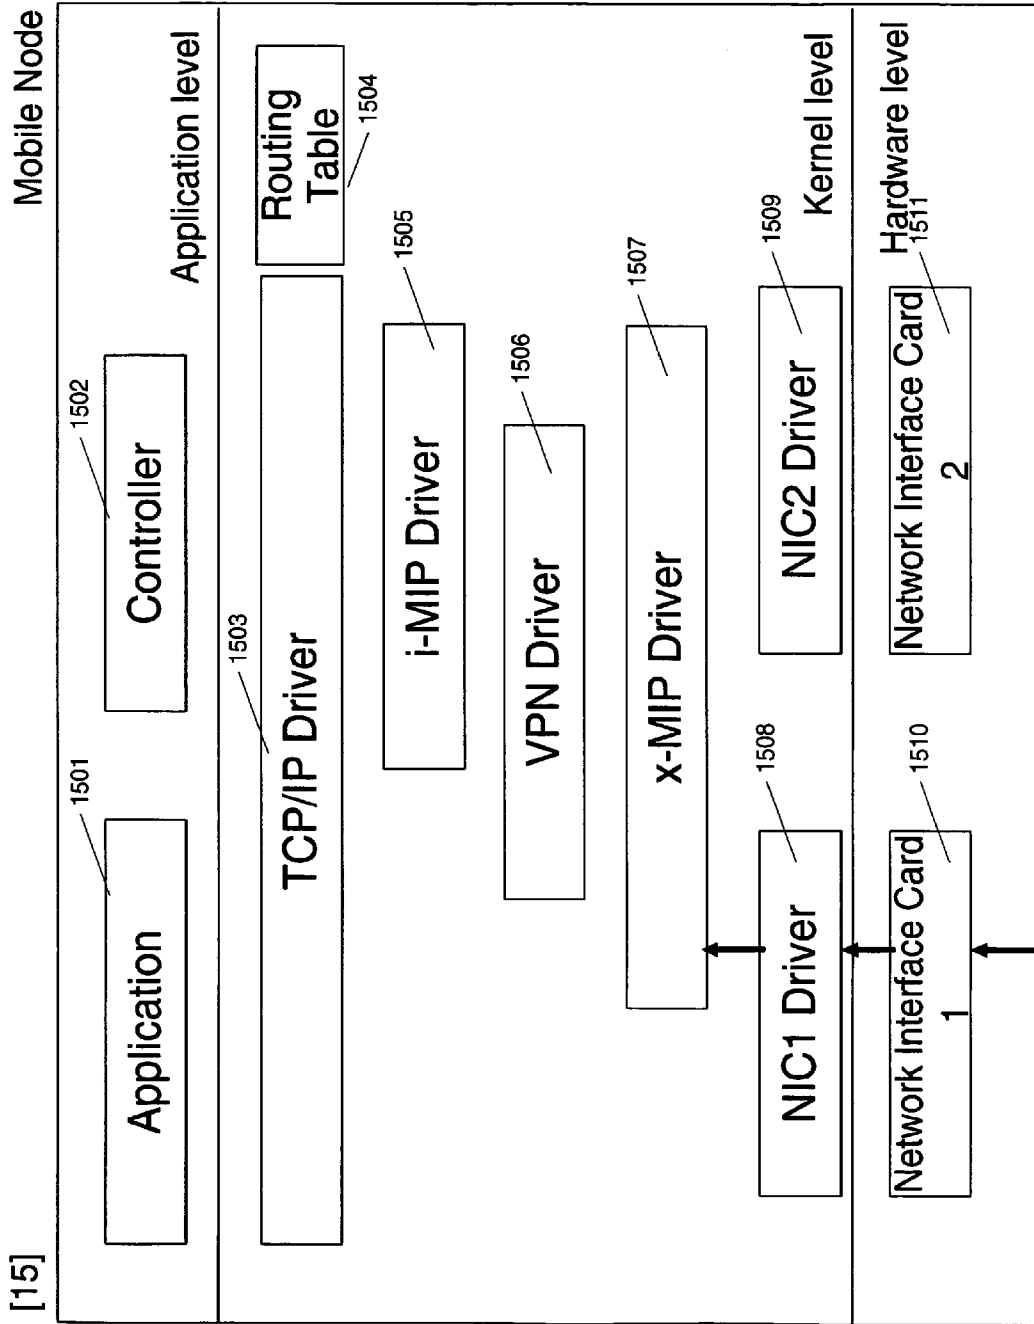 [15]
Mobile Node
Application level
1501
Application
1502
Controller
1503
TCP/IP Driver
Routing
Table
1504
1505
i-MIP Driver
1506
VPN Driver
1507
x-MIP Driver
1508
NIC1 Driver
1509
NIC2 Driver
Kernel level
Hardware level
1510
Network Interface Card
1
1511
Network Interface Card
2